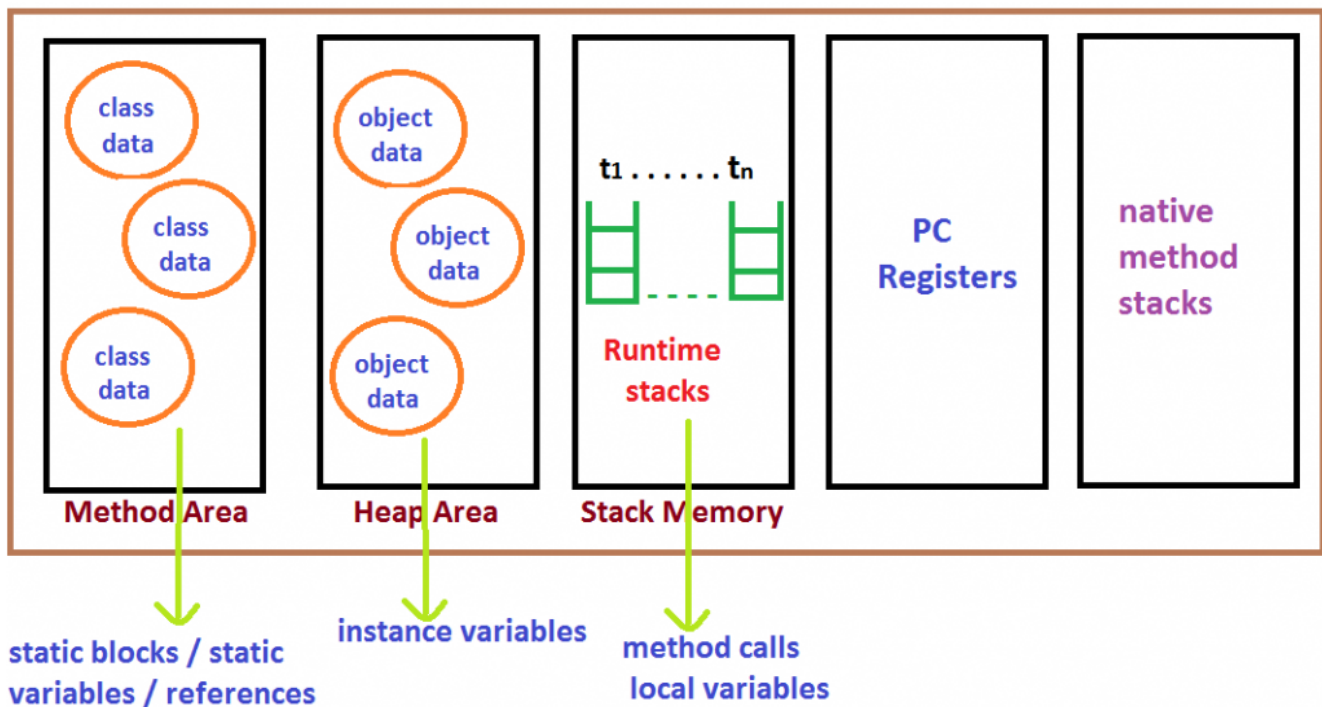 class
data
class
data
class
data
Method Area
object
data
object
data
object
data
Heap Area
t1 . . . . . . tn
Runtime
stacks
Stack Memory
PC
Registers
native
method
stacks
static blocks / static
variables / references
instance variables
method calls
local variables